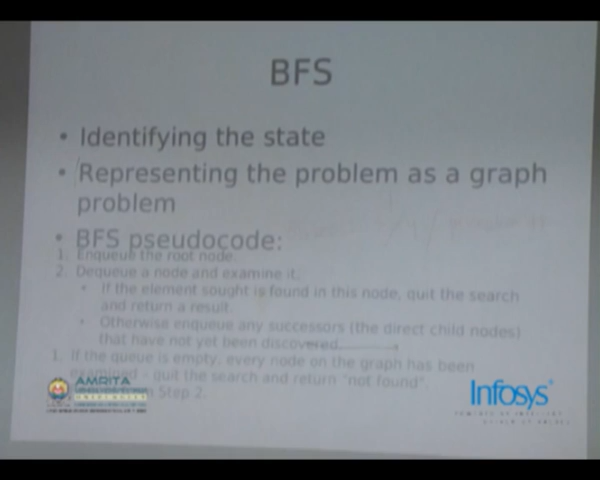 BFS
• Identifying the state
• Representing the problem as a graph
problem
• BFS pseudocode:
1. Enqueue the root node.
2. Dequeue a node and examine it.
• If the element sought is found in this node, quit the search
and return a result.
• Otherwise enqueue any successors (the direct child nodes)
that have not yet been discovered.
1. If the queue is empty, every node on the graph has been
examined – quit the search and return "not found".
Step 2.
AMRITA
Infosys